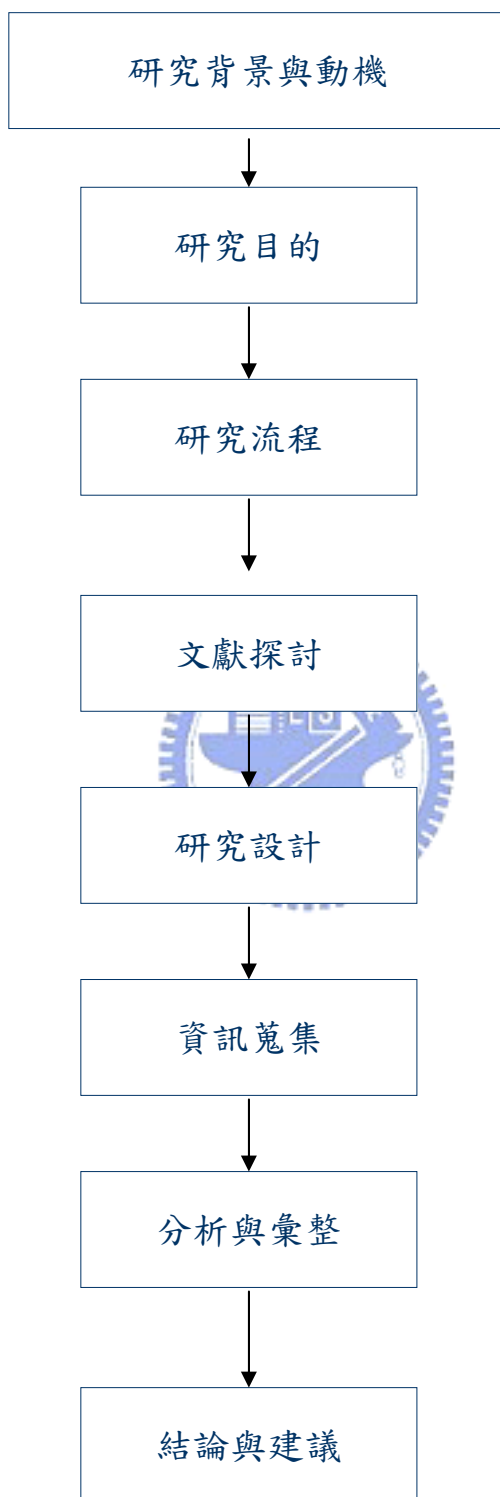 研究背景與動機
研究目的
研究流程
文獻探討
研究設計
資訊蒐集
分析與彙整
結論與建議